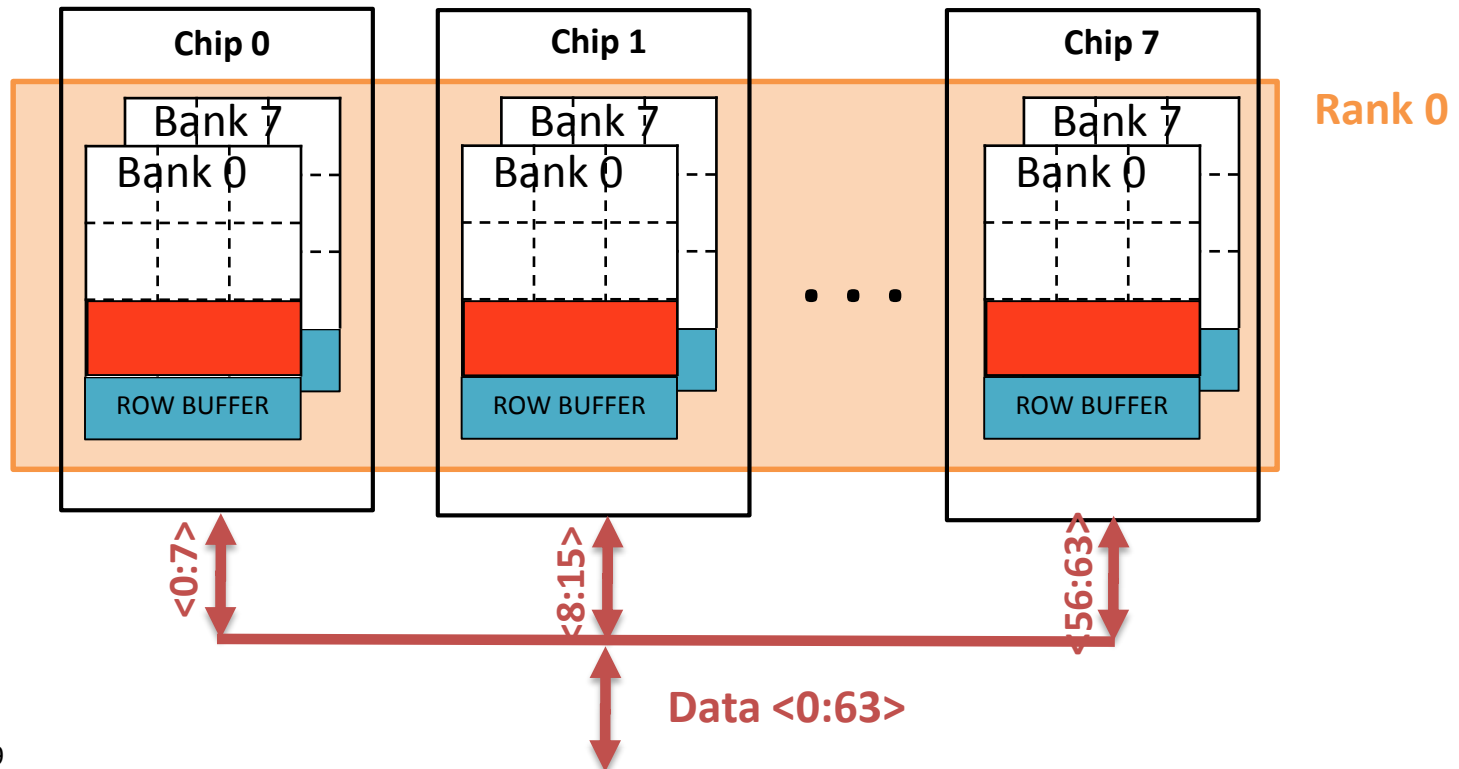 Chip 0
Chip 1
Chip 7
Rank 0
Bank 7
Bank 7
Bank 7
Bank 0
Bank 0
Bank 0
. . .
ROW BUFFER
ROW BUFFER
ROW BUFFER
<0:7>
<8:15>
<56:63>
Data <0:63>